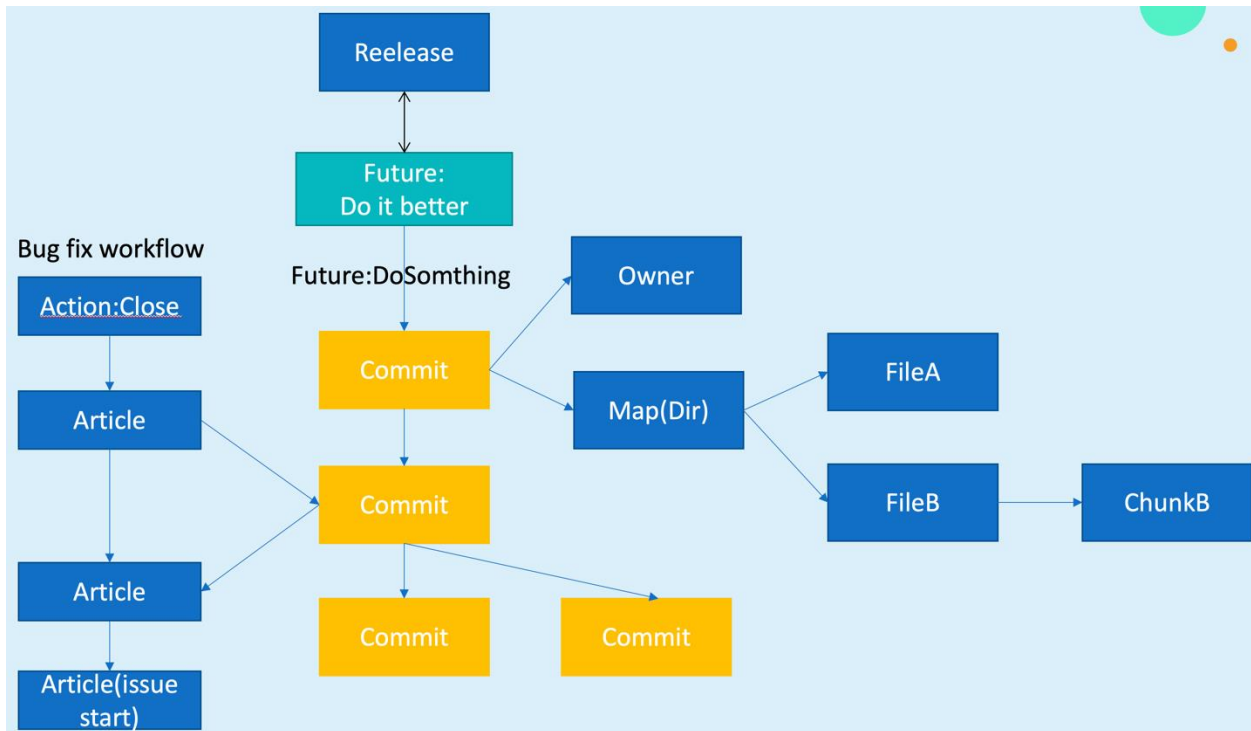 Reelease
Future:
Do it better
Bug fix workflow
Future:DoSomthing
Owner
Action:Close
Commit
FileA
Map(Dir)
Article
Commit
FileB
ChunkB
Article
Commit
Commit
Article(issue
start)